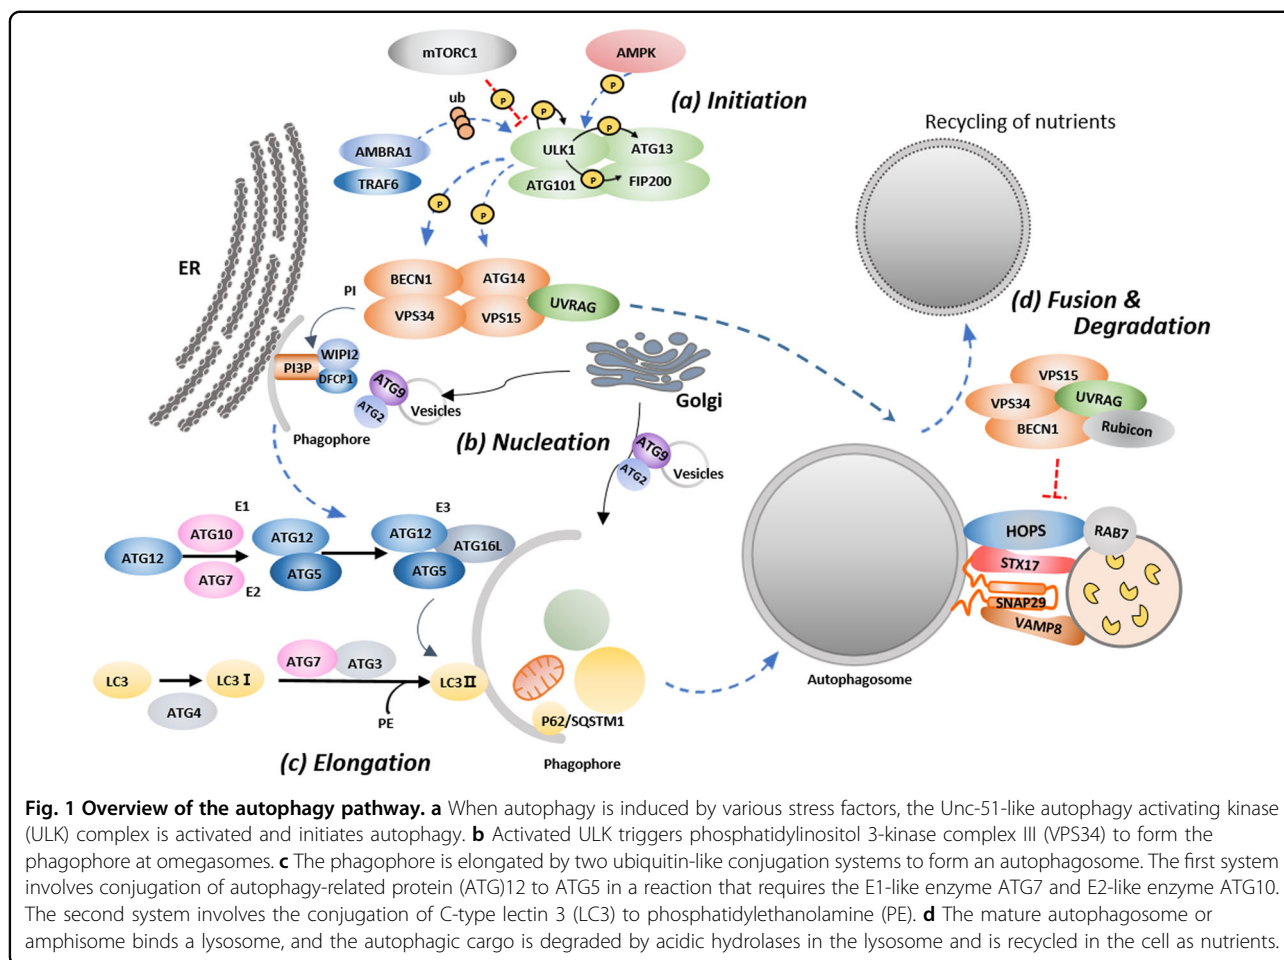 mTORC1
AMPK
P
P
P
ub
(a) Initiation
Recycling of nutrients
AMBRA1
TRAF6
ULK1
P
ATG13
ATG101
P
FIP200
P
P
ER
BECN1
ATG14
PI
VPS34
VPS15
UVRAG
(d) Fusion &
Degradation
PI3P
WIPI2
DFCP1
ATG9
ATG2
Vesicles
Golgi
Phagophore
(b) Nucleation
ATG9
ATG2
Vesicles
VPS15
VPS34
UVRAG
BECN1
Rubicon
E1
E3
ATG10
ATG12
ATG12
ATG12
ATG16L
ATG7
ATG5
ATG5
E2
HOPS
RAB7
STX17
SNAP29
VAMP8
ATG7
ATG3
LC3
LC3 I
LC3 II
ATG4
PE
P62/SQSTM1
Autophagosome
(c) Elongation
Phagophore
Fig. 1 Overview of the autophagy pathway. a When autophagy is induced by various stress factors, the Unc-51-like autophagy activating kinase
(ULK) complex is activated and initiates autophagy. b Activated ULK triggers phosphatidylinositol 3-kinase complex III (VPS34) to form the
phagophore at omegasomes. c The phagophore is elongated by two ubiquitin-like conjugation systems to form an autophagosome. The first system
involves conjugation of autophagy-related protein (ATG)12 to ATG5 in a reaction that requires the E1-like enzyme ATG7 and E2-like enzyme ATG10.
The second system involves the conjugation of C-type lectin 3 (LC3) to phosphatidylethanolamine (PE). d The mature autophagosome or
amphisome binds a lysosome, and the autophagic cargo is degraded by acidic hydrolases in the lysosome and is recycled in the cell as nutrients.